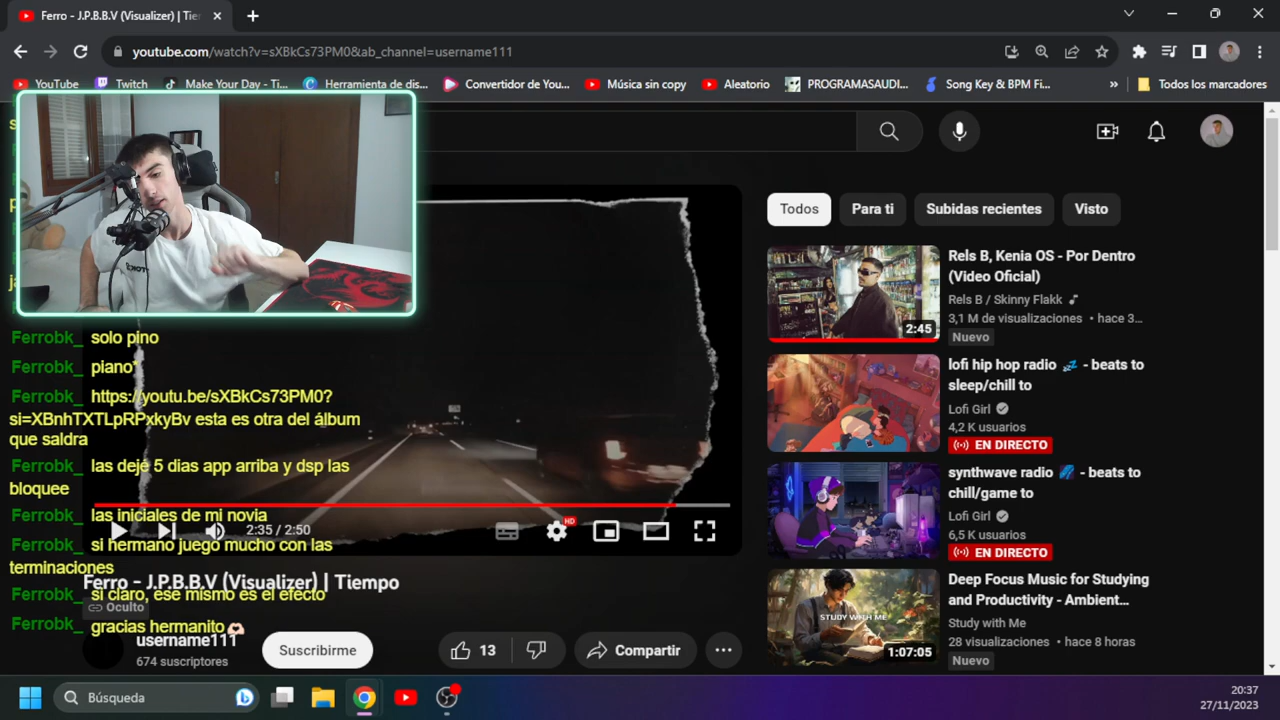 Ferro - J.P.B.B.V (Visualizer) | Tie
youtube.com/watch?v=sXBkCs73PM0&ab_channel=username111
YouTube
Twitch
Make Your Day - Ti...
Herramienta de dis...
Convertidor de You...
Música sin copy
Aleatorio
PROGRAMASAUDI...
Song Key & BPM Fi...
»
Todos los marcadores
Todos
Para ti
Subidas recientes
Visto
Rels B, Kenia OS - Por Dentro
(Video Oficial)
Rels B / Skinny Flakk
3,1 M de visualizaciones • hace 3...
Nuevo
2:45
lofi hip hop radio 💤 - beats to
sleep/chill to
Lofi Girl
4,2 K usuarios
EN DIRECTO
synthwave radio 🌌 - beats to
chill/game to
Lofi Girl
6,5 K usuarios
EN DIRECTO
Deep Focus Music for Studying
and Productivity - Ambient...
Study with Me
28 visualizaciones • hace 8 horas
Nuevo
STUDY WITH ME
1:07:05
Ferrobk_ solo pino
Ferrobk_ piano*
Ferrobk_ https://youtu.be/sXBkCs73PM0?
si=XBnhTXTLpRPxkyBv esta es otra del álbum
que saldra
Ferrobk_ las dejé 5 dias app arriba y dsp las
bloquee
Ferrobk_ las iniciales de mi novia
2:35 / 2:50
HD
Ferrobk_ si hermano juego mucho con las
terminaciones
Ferro - J.P.B.B.V (Visualizer) | Tiempo
Ferrobk_ si claro, ese mismo es el efecto
Oculto
Ferrobk_ gracias hermanito🫶🏻
username111
674 suscriptores
Suscribirme
13
Compartir
Búsqueda
20:37
27/11/2023